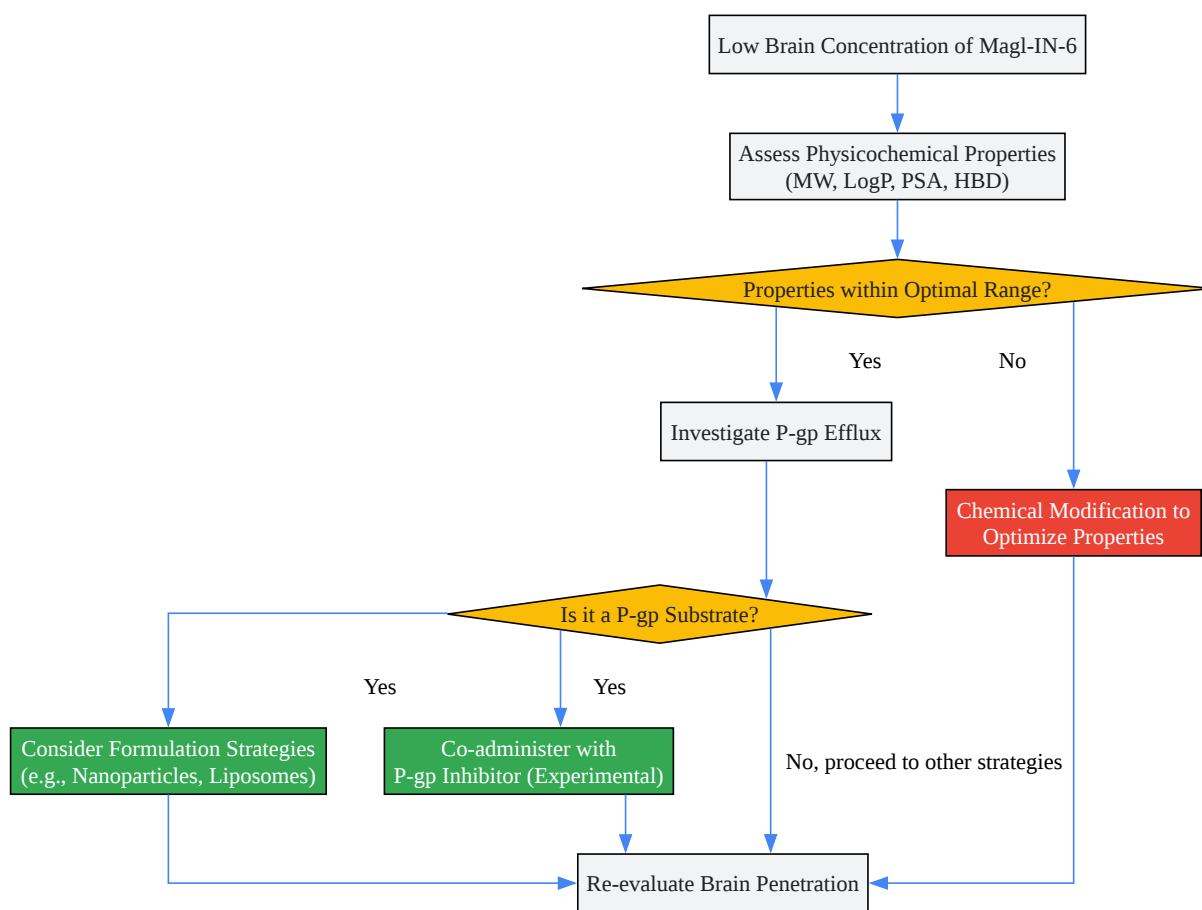 Low Brain Concentration of Magl-IN-6
Assess Physicochemical Properties
(MW, LogP, PSA, HBD)
Properties within Optimal Range?
Yes
No
Investigate P-gp Efflux
Chemical Modification to
Optimize Properties
Is it a P-gp Substrate?
Yes
Yes
Consider Formulation Strategies
(e.g., Nanoparticles, Liposomes)
Co-administer with
P-gp Inhibitor (Experimental)
No, proceed to other strategies
Re-evaluate Brain Penetration